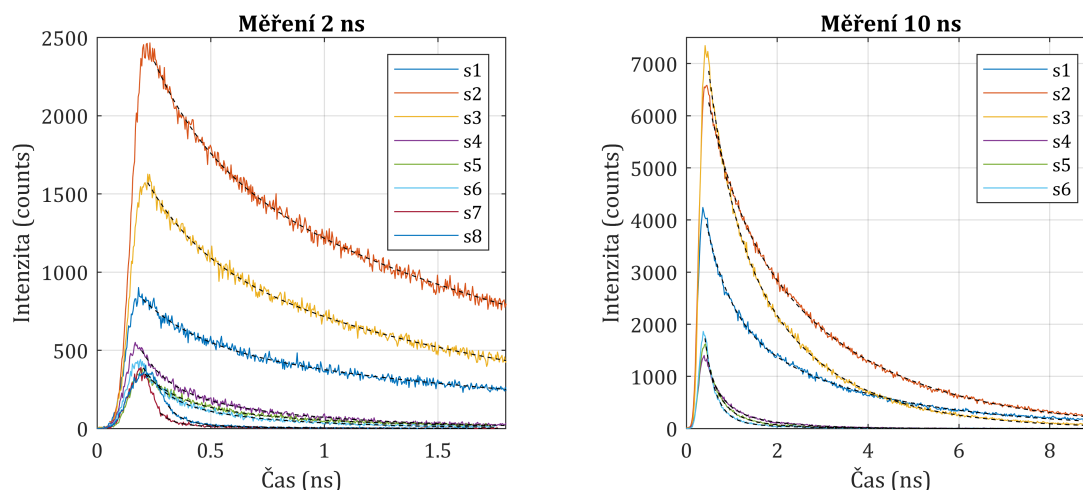 Měření 2 ns
Intenzita (counts)
2500
2000
1500
1000
500
0
0
0.5
1
1.5
Čas (ns)
s1
s2
s3
s4
s5
s6
s7
s8
Měření 10 ns
Intenzita (counts)
7000
6000
5000
4000
3000
2000
1000
0
0
2
4
6
8
Čas (ns)
s1
s2
s3
s4
s5
s6